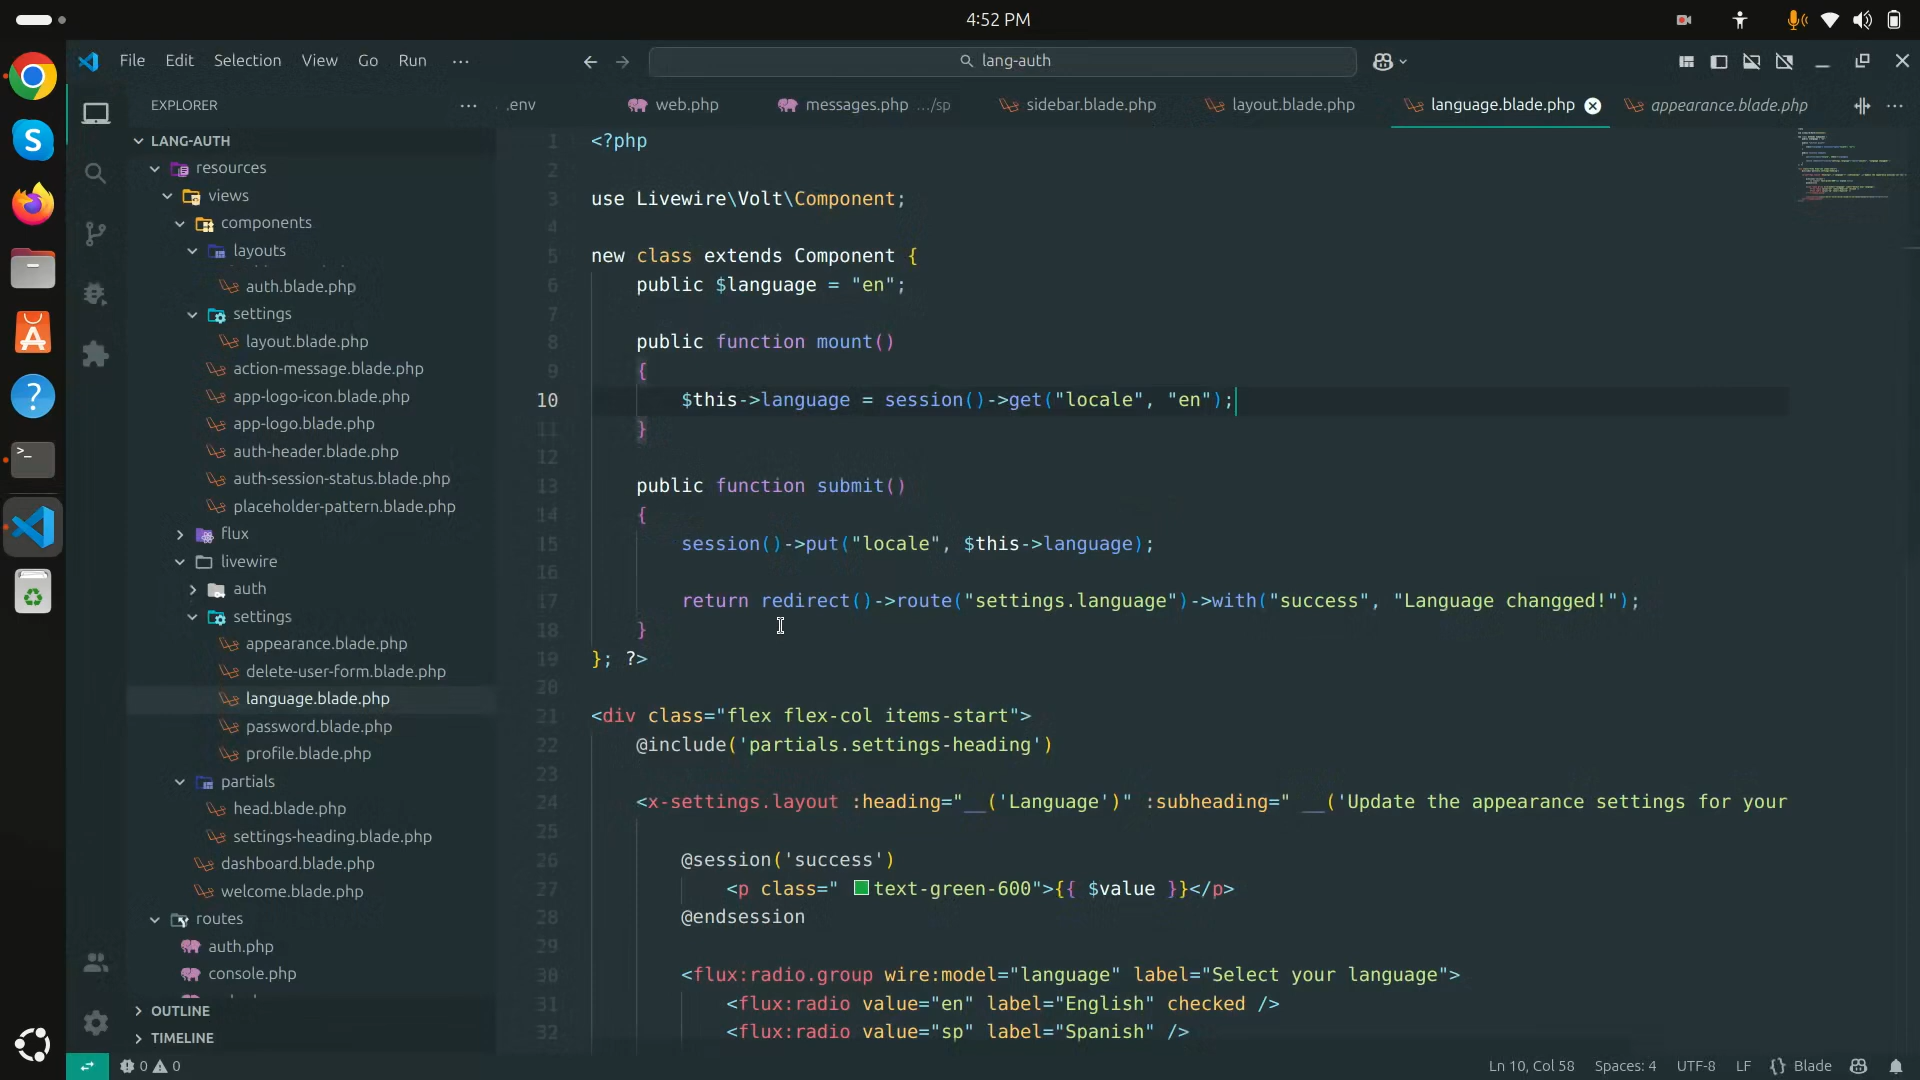 4:52 PM
File Edit Selection View Go Run ···
lang-auth
EXPLORER
LANG-AUTH
resources
views
components
layouts
auth.blade.php
settings
layout.blade.php
action-message.blade.php
app-logo-icon.blade.php
app-logo.blade.php
auth-header.blade.php
auth-session-status.blade.php
placeholder-pattern.blade.php
flux
livewire
auth
settings
appearance.blade.php
delete-user-form.blade.php
language.blade.php
password.blade.php
profile.blade.php
partials
head.blade.php
settings-heading.blade.php
dashboard.blade.php
welcome.blade.php
routes
auth.php
console.php
OUTLINE
TIMELINE
.env web.php messages.php .../sp sidebar.blade.php layout.blade.php language.blade.php appearance.blade.php
1 <?php
2
3 use Livewire\Volt\Component;
4
5 new class extends Component {
6 public $language = "en";
7
8 public function mount()
9 {
10 $this->language = session()->get("locale", "en");
11 }
12
13 public function submit()
14 {
15 session()->put("locale", $this->language);
16
17 return redirect()->route("settings.language")->with("success", "Language changged!");
18 }
19 }; ?>
20
21 <div class="flex flex-col items-start">
22 @include('partials.settings-heading')
23
24 <x-settings.layout :heading="__('Language')" :subheading=" __('Update the appearance settings for your
25
26 @session('success')
27 <p class=" text-green-600">{{ $value }}</p>
28 @endsession
29
30 <flux:radio.group wire:model="language" label="Select your language">
31 <flux:radio value="en" label="English" checked />
32 <flux:radio value="sp" label="Spanish" />
0 0
Ln 10, Col 58 Spaces: 4 UTF-8 LF {} Blade